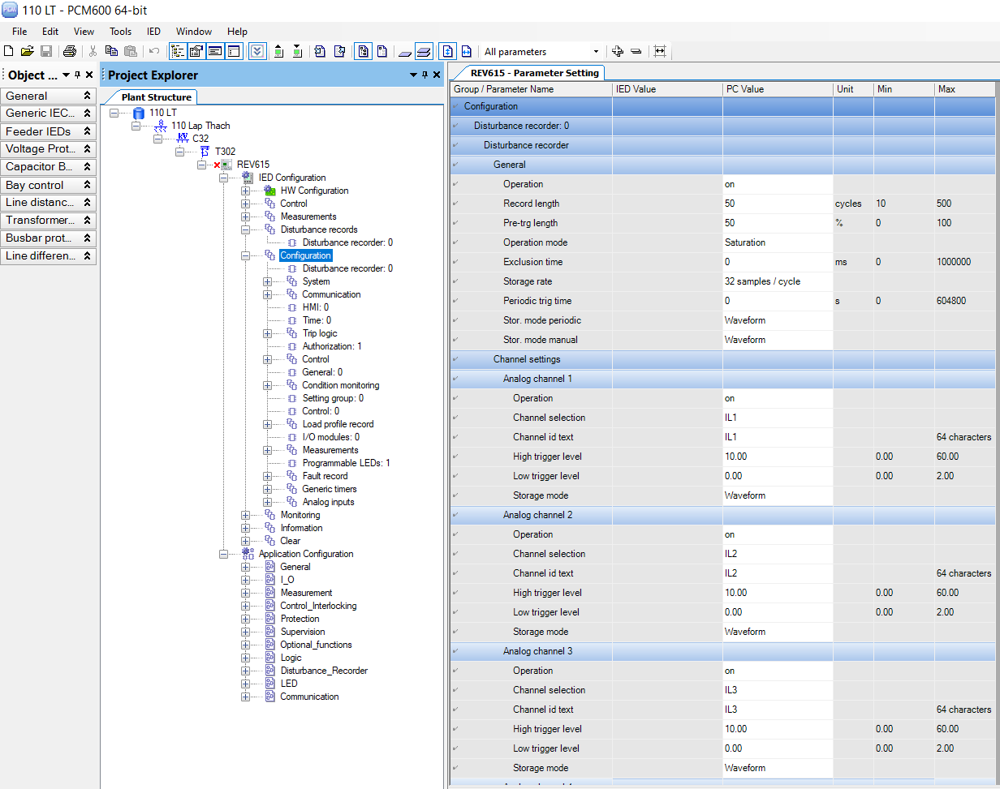 110 LT - PCM600 64-bit
File Edit View Tools IED Window Help
All parameters
Object ...
General
Generic IEC...
Feeder IEDs
Voltage Prot...
Capacitor B...
Bay control
Line distanc...
Transformer...
Busbar prot...
Line differen...
Project Explorer
Plant Structure
110 LT
110 Lap Thach
C32
T302
REV615
IED Configuration
HW Configuration
Control
Measurements
Disturbance records
Disturbance recorder: 0
Configuration
Disturbance recorder: 0
System
Communication
HMI: 0
Time: 0
Trip logic
Authorization: 1
Control
General: 0
Condition monitoring
Setting group: 0
Control: 0
Load profile record
I/O modules: 0
Measurements
Programmable LEDs: 1
Fault record
Generic timers
Analog inputs
Monitoring
Information
Clear
Application Configuration
General
I_O
Measurement
Control_Interlocking
Protection
Supervision
Optional_functions
Logic
Disturbance_Recorder
LED
Communication
REV615 - Parameter Setting
Group / Parameter Name IED Value PC Value Unit Min Max
Configuration
Disturbance recorder: 0
Disturbance recorder
General
Operation on
Record length 50 cycles 10 500
Pre-trg length 50 % 0 100
Operation mode Saturation
Exclusion time 0 ms 0 1000000
Storage rate 32 samples / cycle
Periodic trig time 0 s 0 604800
Stor. mode periodic Waveform
Stor. mode manual Waveform
Channel settings
Analog channel 1
Operation on
Channel selection IL1
Channel id text IL1 64 characters
High trigger level 10.00 0.00 60.00
Low trigger level 0.00 0.00 2.00
Storage mode Waveform
Analog channel 2
Operation on
Channel selection IL2
Channel id text IL2 64 characters
High trigger level 10.00 0.00 60.00
Low trigger level 0.00 0.00 2.00
Storage mode Waveform
Analog channel 3
Operation on
Channel selection IL3
Channel id text IL3 64 characters
High trigger level 10.00 0.00 60.00
Low trigger level 0.00 0.00 2.00
Storage mode Waveform